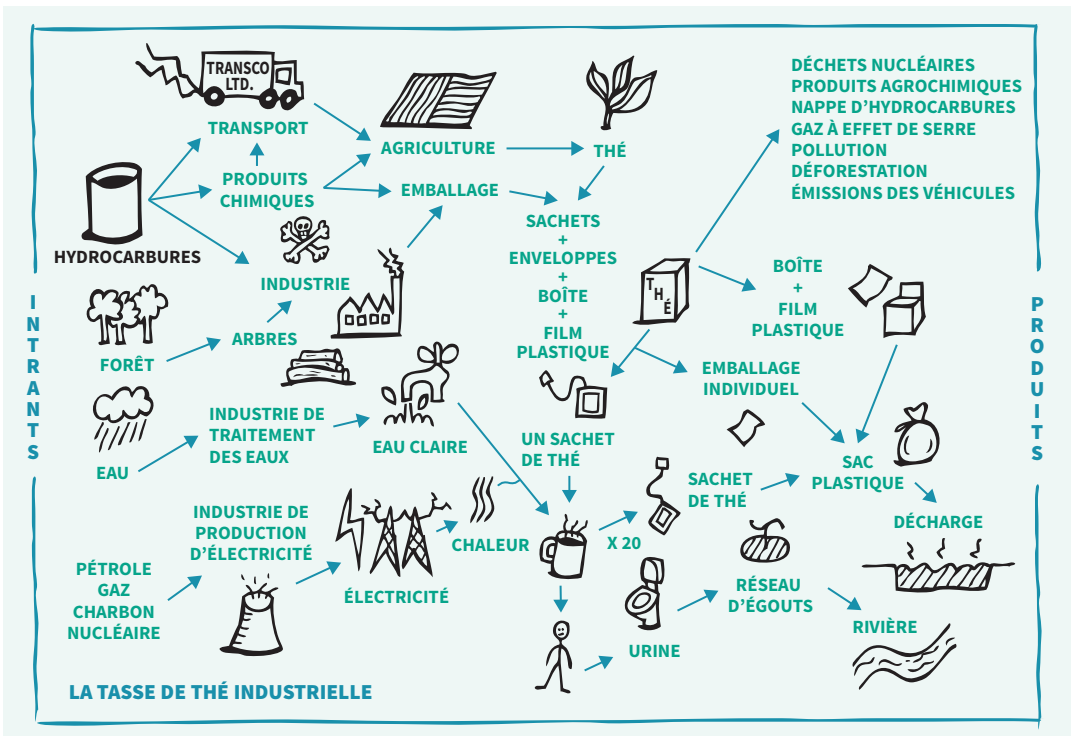 TRANSCO
LTD.
TRANSPORT
AGRICULTURE
THÉ
DÉCHETS NUCLÉAIRES
PRODUITS AGROCHIMIQUES
NAPPE D'HYDROCARBURES
GAZ À EFFET DE SERRE
POLLUTION
DÉFORESTATION
ÉMISSIONS DES VÉHICULES
PRODUITS
CHIMIQUES
EMBALLAGE
HYDROCARBURES
SACHETS
+
ENVELOPPES
+
BOÎTE
+
FILM
PLASTIQUE
INDUSTRIE
THÉ
BOÎTE
+
FILM
PLASTIQUE
INTRANTS
PRODUITS
FORÊT
ARBRES
EMBALLAGE
INDIVIDUEL
EAU
INDUSTRIE DE
TRAITEMENT
DES EAUX
EAU CLAIRE
UN SACHET
DE THÉ
SACHET
DE THÉ
SAC
PLASTIQUE
INDUSTRIE DE
PRODUCTION
D'ÉLECTRICITÉ
CHALEUR
X 20
DÉCHARGE
PÉTROLE
GAZ
CHARBON
NUCLÉAIRE
ÉLECTRICITÉ
RÉSEAU
D'ÉGOUTS
URINE
RIVIÈRE
LA TASSE DE THÉ INDUSTRIELLE